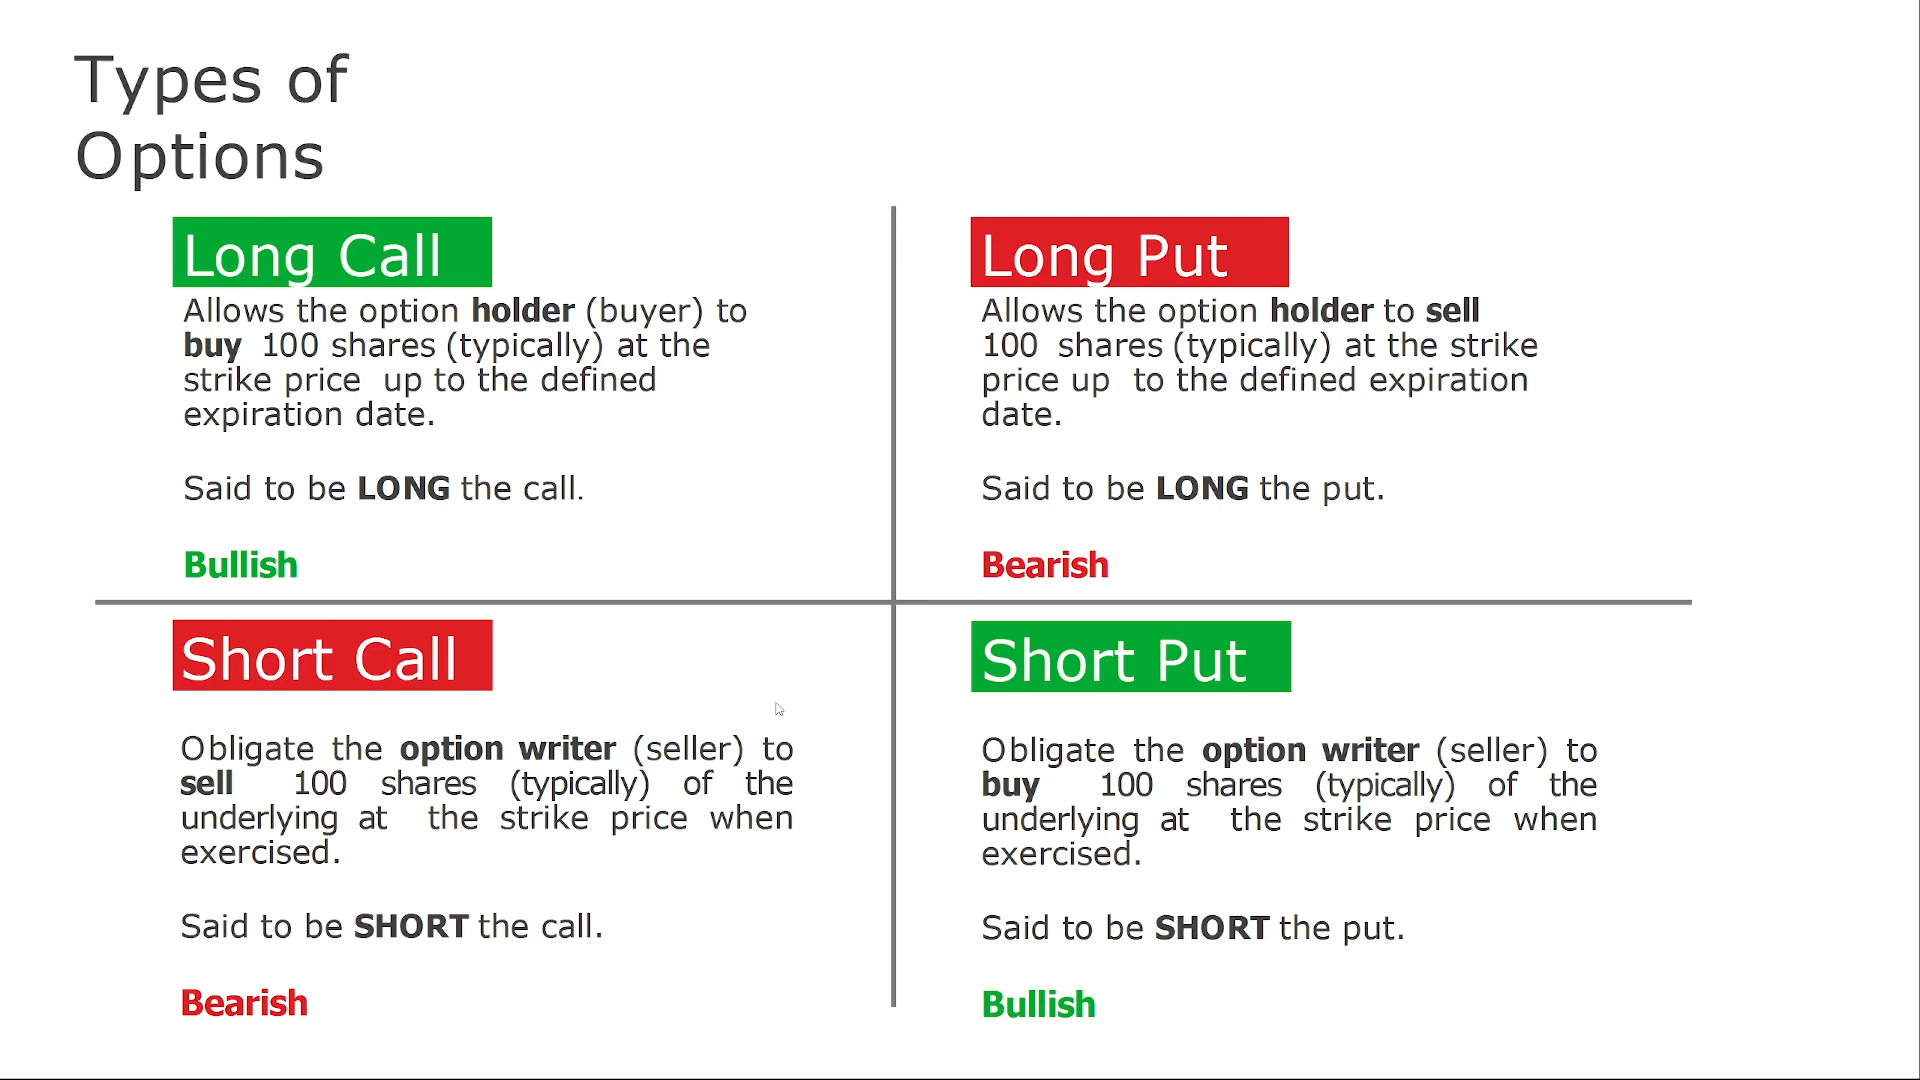 Types of
Options
Long Call
Allows the option holder (buyer) to
buy 100 shares (typically) at the
strike price up to the defined
expiration date.
Said to be LONG the call.
Bullish
Long Put
Allows the option holder to sell
100 shares (typically) at the strike
price up to the defined expiration
date.
Said to be LONG the put.
Bearish
Short Call
Obligate the option writer (seller) to
sell 100 shares (typically) of the
underlying at the strike price when
exercised.
Said to be SHORT the call.
Bearish
Short Put
Obligate the option writer (seller) to
buy 100 shares (typically) of the
underlying at the strike price when
exercised.
Said to be SHORT the put.
Bullish